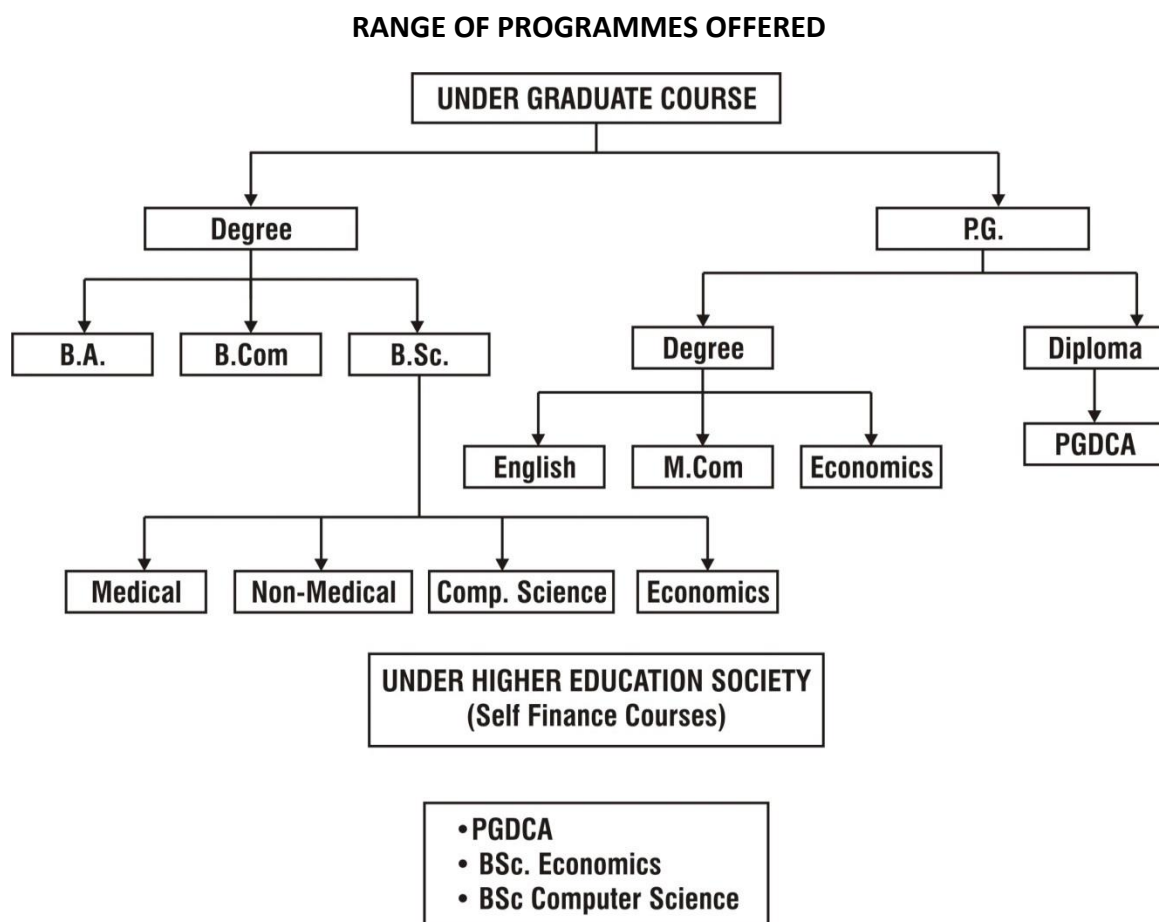 RANGE OF PROGRAMMES OFFERED
UNDER GRADUATE COURSE
Degree
P.G.
B.A.
B.Com
B.Sc.
Degree
Diploma
English
M.Com
Economics
PGDCA
Medical
Non-Medical
Comp. Science
Economics
UNDER HIGHER EDUCATION SOCIETY
(Self Finance Courses)
•PGDCA
• BSc. Economics
• BSc Computer Science